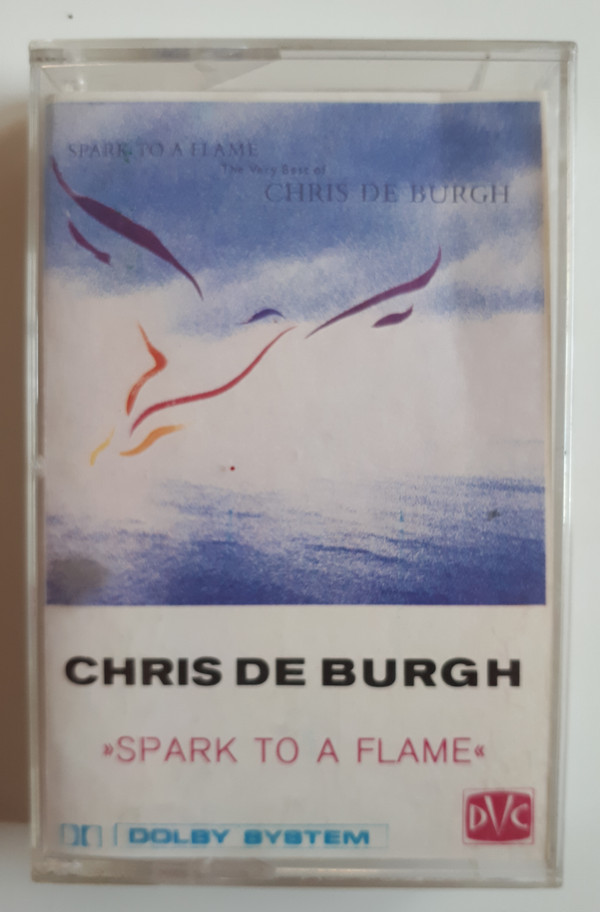 SPARK TO A FLAME
The Very Best of
CHRIS DE BURGH
CHRIS DE BURGH
»SPARK TO A FLAME«
DOLBY SYSTEM
DVC